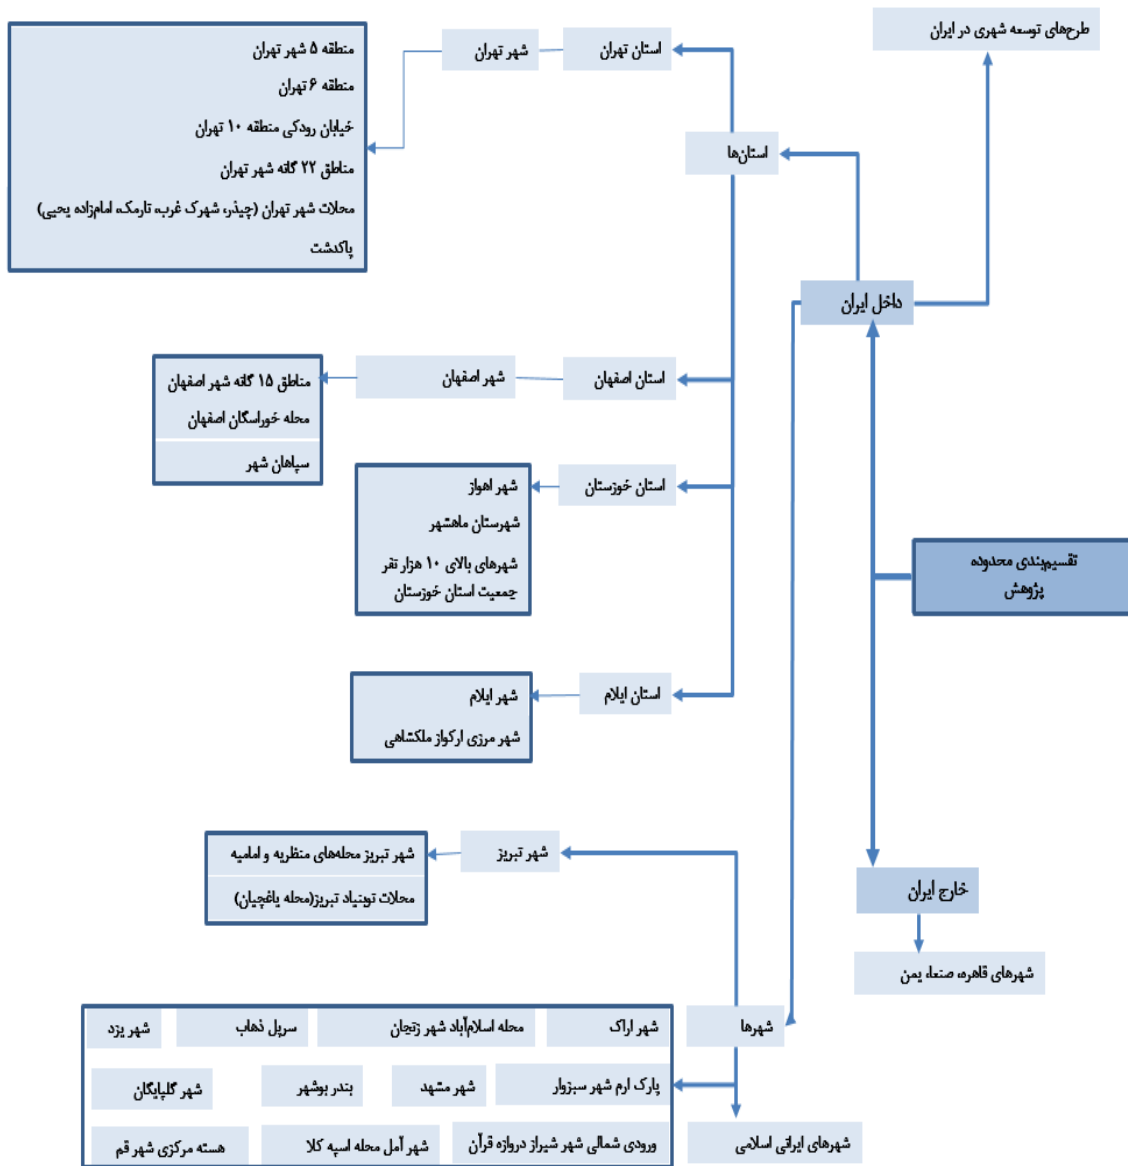 طرح‌های توسعه شهری در ایران
استان تهران
شهر تهران
منطقه ۵ شهر تهران
منطقه ۶ تهران
خیابان رودکی منطقه ۱۰ تهران
مناطق ۲۲ گانه شهر تهران
محلات شهر تهران (چیذر، شهرک غرب، تارمک، امام‌زاده یحیی)
پاکدشت
استان‌ها
داخل ایران
استان اصفهان
شهر اصفهان
مناطق ۱۵ گانه شهر اصفهان
محله خوراسگان اصفهان
سپاهان شهر
استان خوزستان
شهر اهواز
شهرستان ماهشهر
شهرهای بالای ۱۰ هزار نفر
جمعیت استان خوزستان
تقسیم‌بندی محدوده
پژوهش
استان ایلام
شهر ایلام
شهر مرزی ارکواز ملکشاهی
شهر تبریز
شهر تبریز محله‌های منظریه و امامیه
محلات نوبنیاد تبریز(محله یاغچیان)
خارج ایران
شهرهای قاهره، صنعا، یمن
شهرها
شهر اراک
محله اسلام‌آباد شهر زنجان
سرپل ذهاب
شهر یزد
پارک ارم شهر سبزوار
شهر مشهد
بندر بوشهر
شهر گلپایگان
شهرهای ایرانی اسلامی
ورودی شمالی شهر شیراز دروازه قرآن
شهر آمل محله اسپه کلا
هسته مرکزی شهر قم